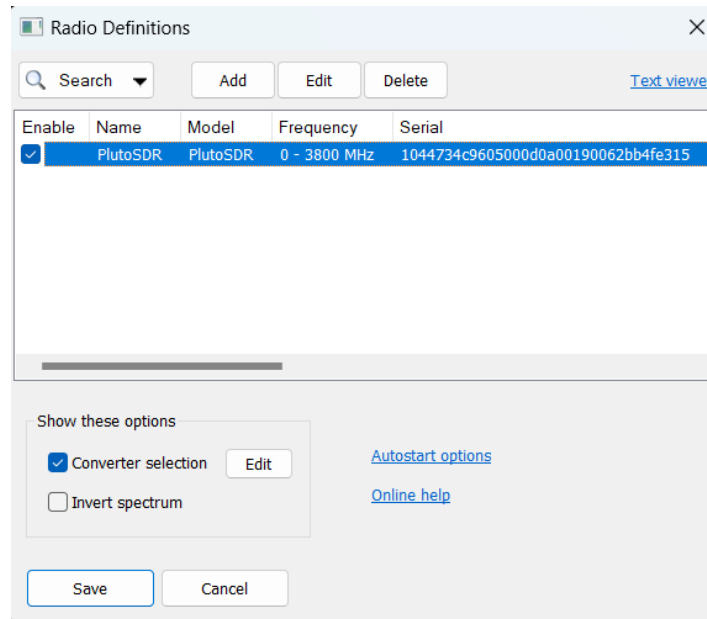 Radio Definitions
Search Add Edit Delete Text viewe
Enable Name Model Frequency Serial
PlutoSDR PlutoSDR 0 - 3800 MHz 1044734c9605000d0a00190062bb4fe315
Show these options
Converter selection Edit Autostart options
Invert spectrum Online help
Save Cancel